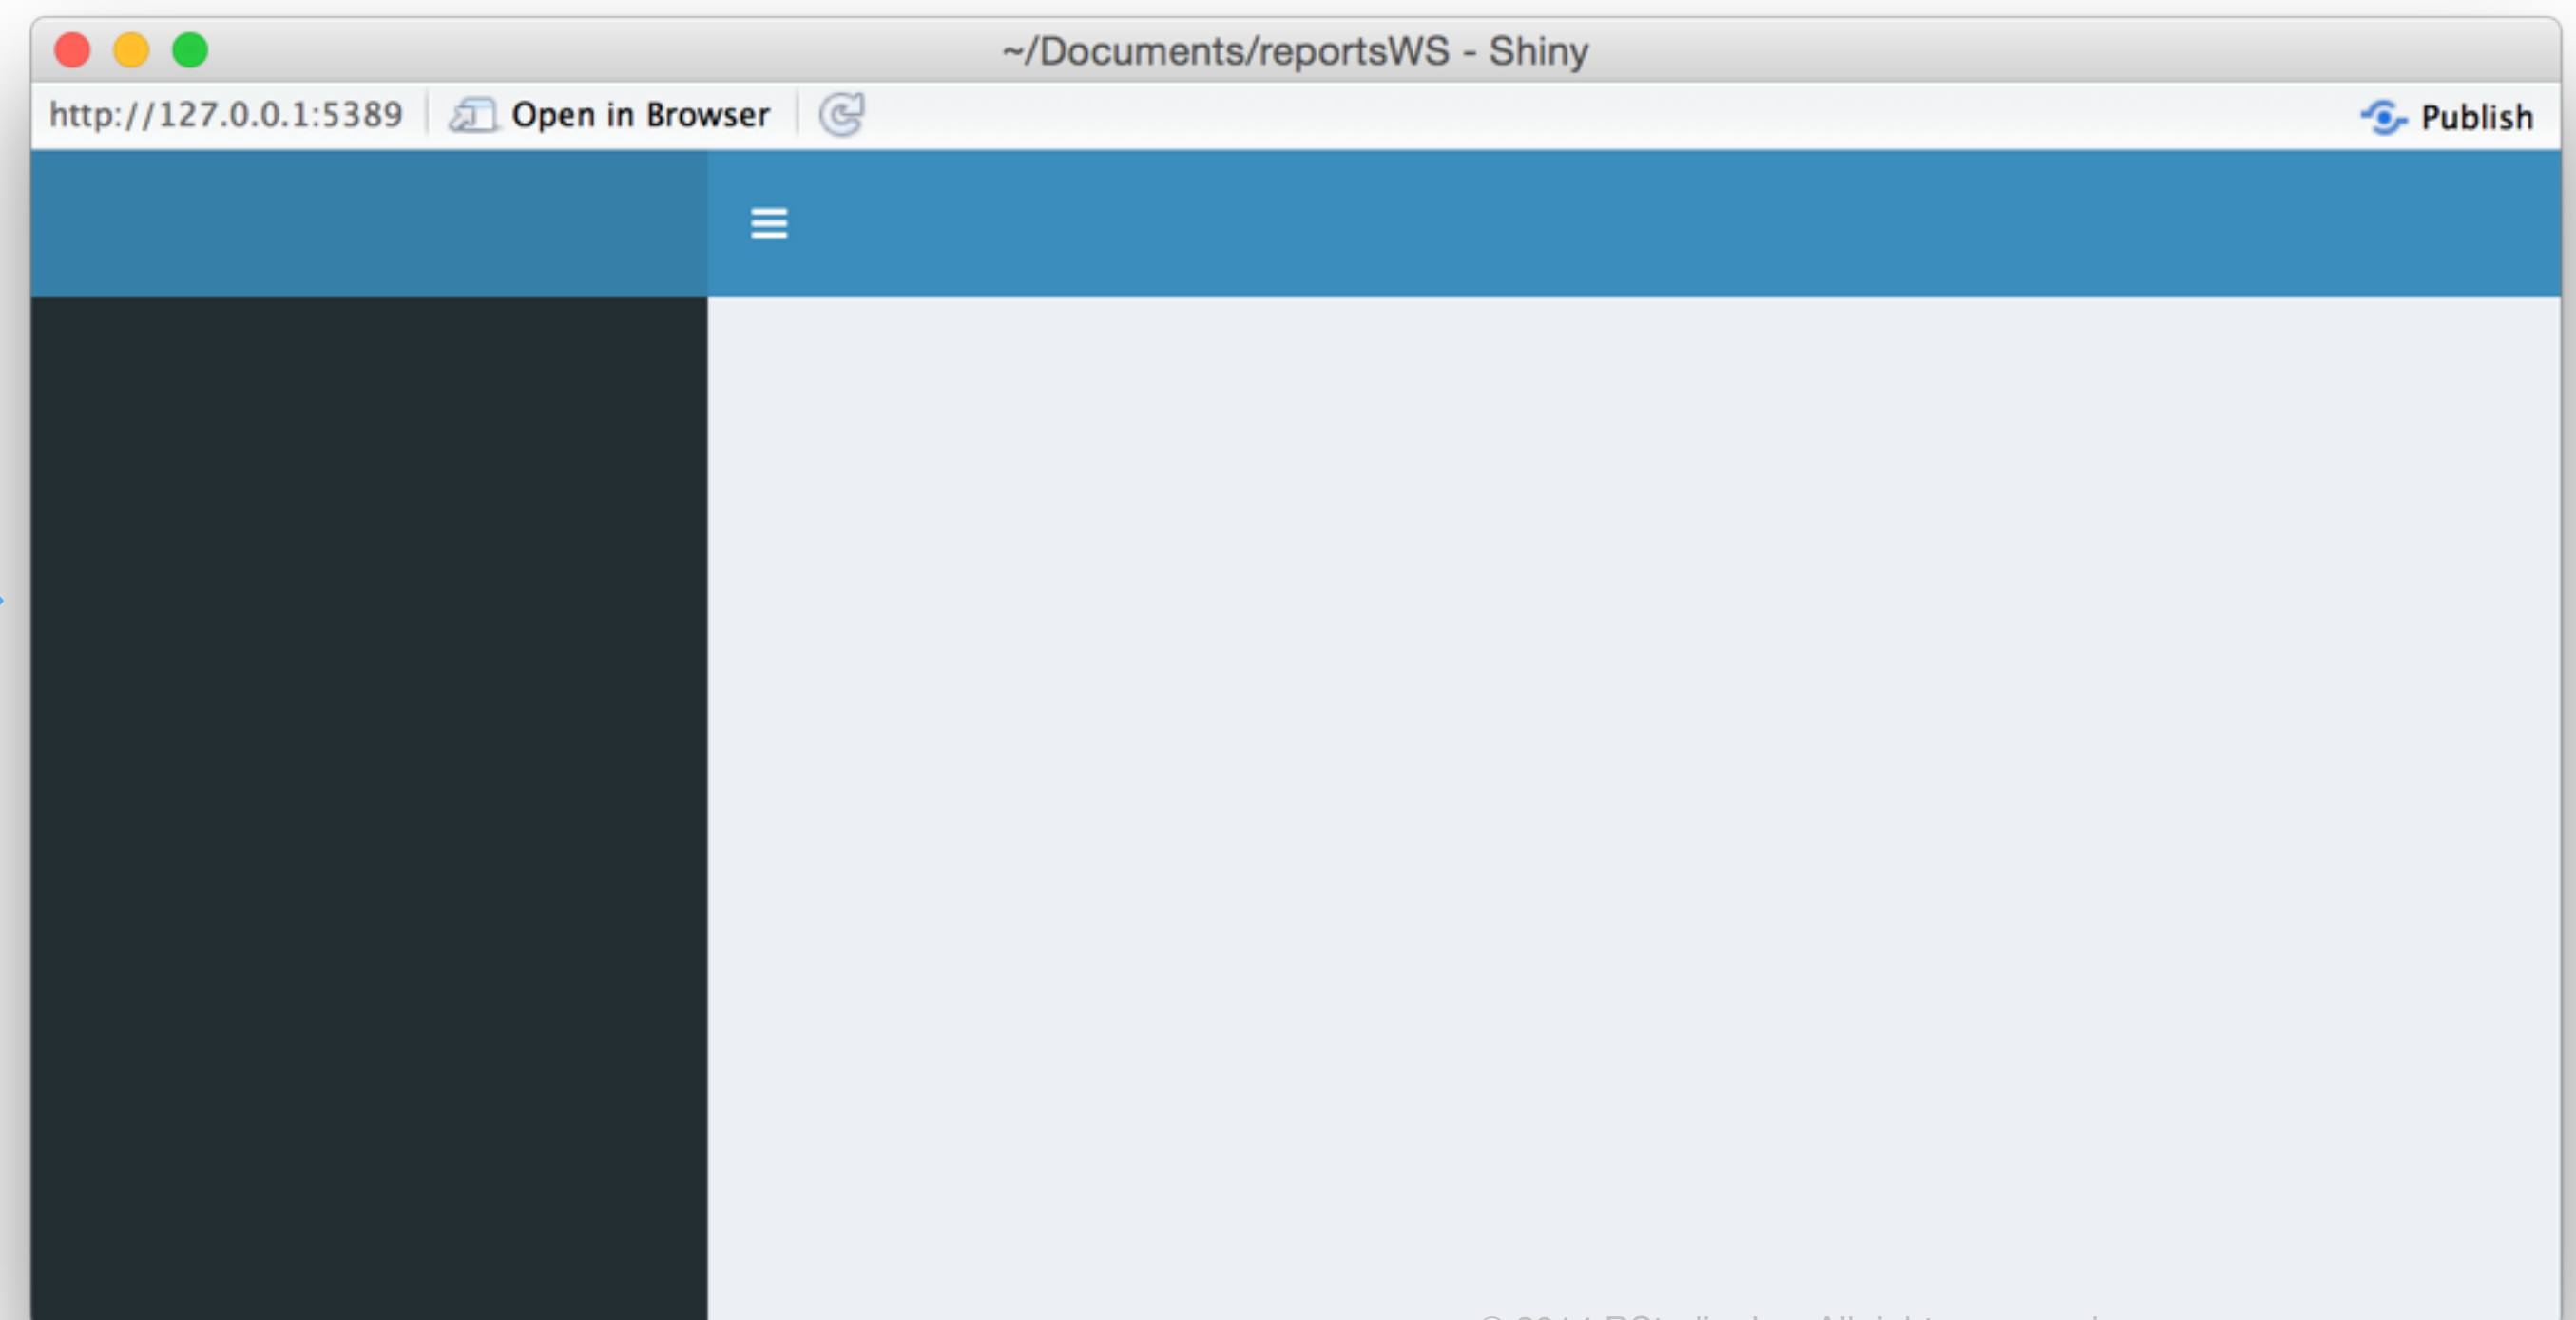 ~/Documents/reportsWS - Shiny
http://127.0.0.1:5389 Open in Browser Publish